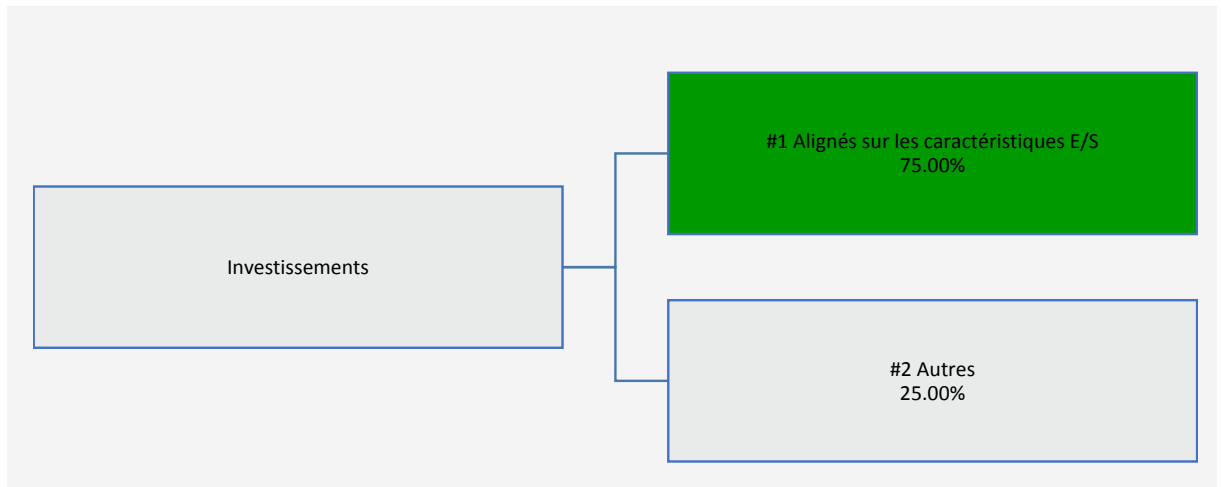 Investissements
#1 Alignés sur les caractéristiques E/S
75.00%
#2 Autres
25.00%